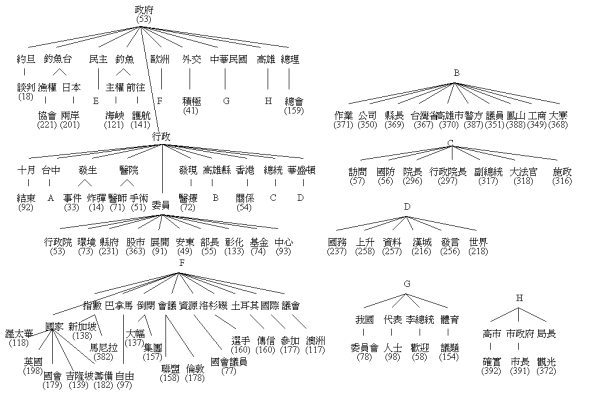 政府
(53)
約旦 釣魚台 民主 釣魚 歐洲 外交 中華民國 高雄 總理
談判 漁權 日本 E 主權 前往 F 積極 G H 總會
(18) (41) (159)
協會 兩岸 海峽 護航
(221) (201) (121) (141)
行政
十月 台中 發生 醫院 發現 高雄縣 香港 總統 華盛頓
結束 A 事件 炸彈 醫師 手術 醫療 B 關係 C D
(92) (33) (14) (71) (51) (72) (54)
委員
行政院 環境 縣府 股市 展開 安東 部長 彰化 基金 中心
(53) (73) (231) (363) (91) (49) (55) (133) (74) (93)
F
指數 巴拿馬 倒閉 會議 資源 洛杉磯 土耳其 國際 議會
國家 新加坡 大幅
(138) (137)
溫太華
(118)
馬尼拉 集團
(382) (157)
選手 傳信 參加 澳洲
(160) (160) (177) (117)
英國 國會 吉隆坡 籌備 自由 聯盟 倫敦 國會議員
(198) (179) (139) (182) (97) (158) (178) (77)
B
作業 公司 縣長 台灣省 高雄市 警方 議員 鳳山 工商 大寮
(371) (350) (369) (367) (370) (387) (351) (388) (349) (368)
C
訪問 國防 院長 行政院長 副總統 大法官 施政
(57) (56) (296) (297) (317) (318) (316)
D
國務 上升 資料 漢城 發言 世界
(237) (258) (257) (216) (256) (218)
G
我國 代表 李總統 體育
委員會 人士 歡迎 議題
(78) (98) (58) (154)
H
高市 市政府 局長
確當 市長 觀光
(392) (391) (372)